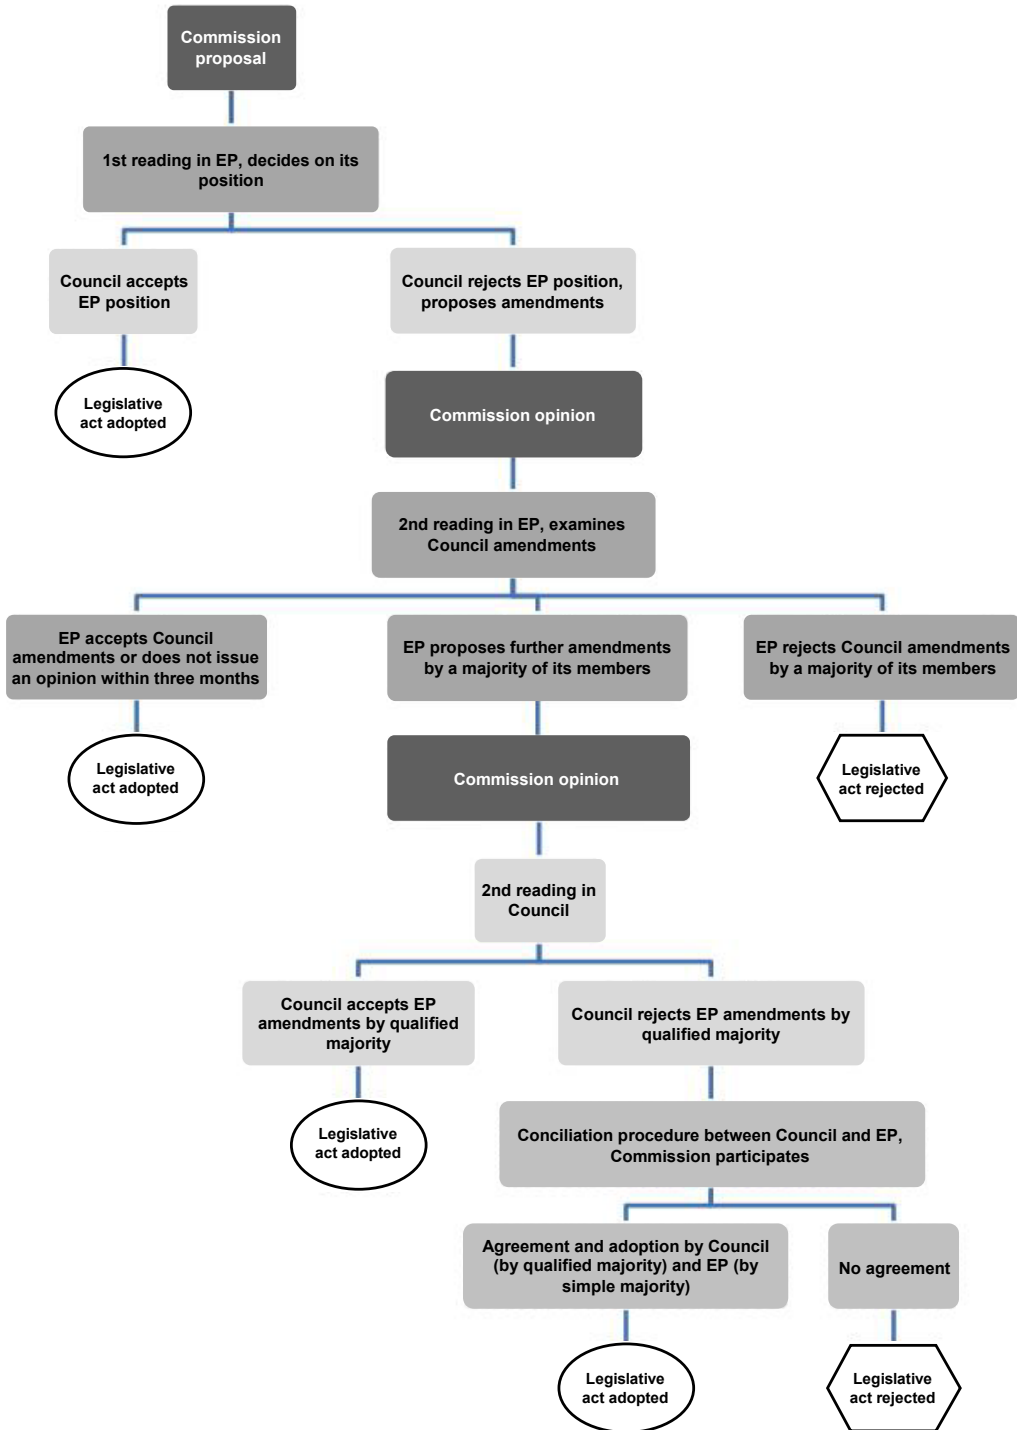 Commission
proposal
1st reading in EP, decides on its
position
Council accepts
EP position
Council rejects EP position,
proposes amendments
Legislative
act adopted
Commission opinion
2nd reading in EP, examines
Council amendments
EP accepts Council
amendments or does not issue
an opinion within three months
EP proposes further amendments
by a majority of its members
EP rejects Council amendments
by a majority of its members
Legislative
act adopted
Commission opinion
Legislative
act rejected
2nd reading in
Council
Council accepts EP
amendments by qualified
majority
Council rejects EP amendments by
qualified majority
Legislative
act adopted
Conciliation procedure between Council and EP,
Commission participates
Agreement and adoption by Council
(by qualified majority) and EP (by
simple majority)
No agreement
Legislative
act adopted
Legislative
act rejected